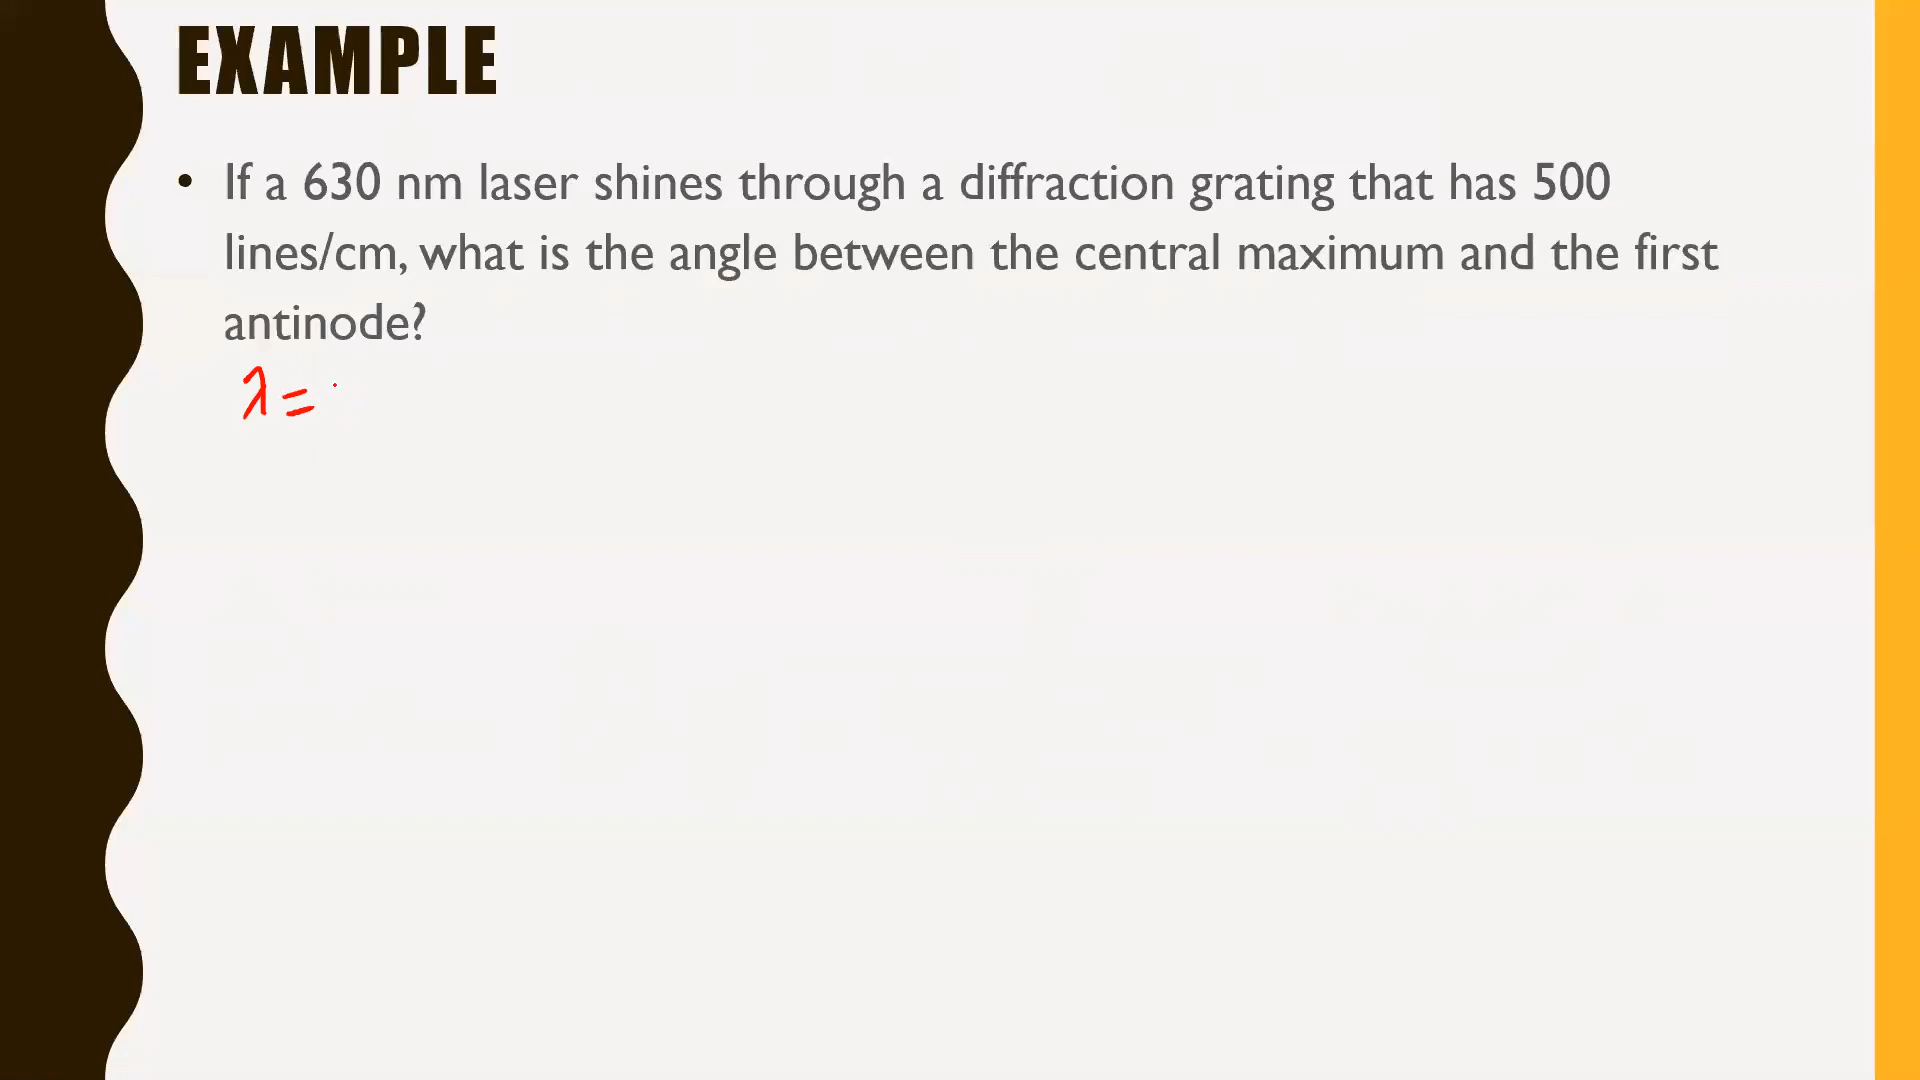 EXAMPLE
• If a 630 nm laser shines through a diffraction grating that has 500
lines/cm, what is the angle between the central maximum and the first
antinode?
λ =